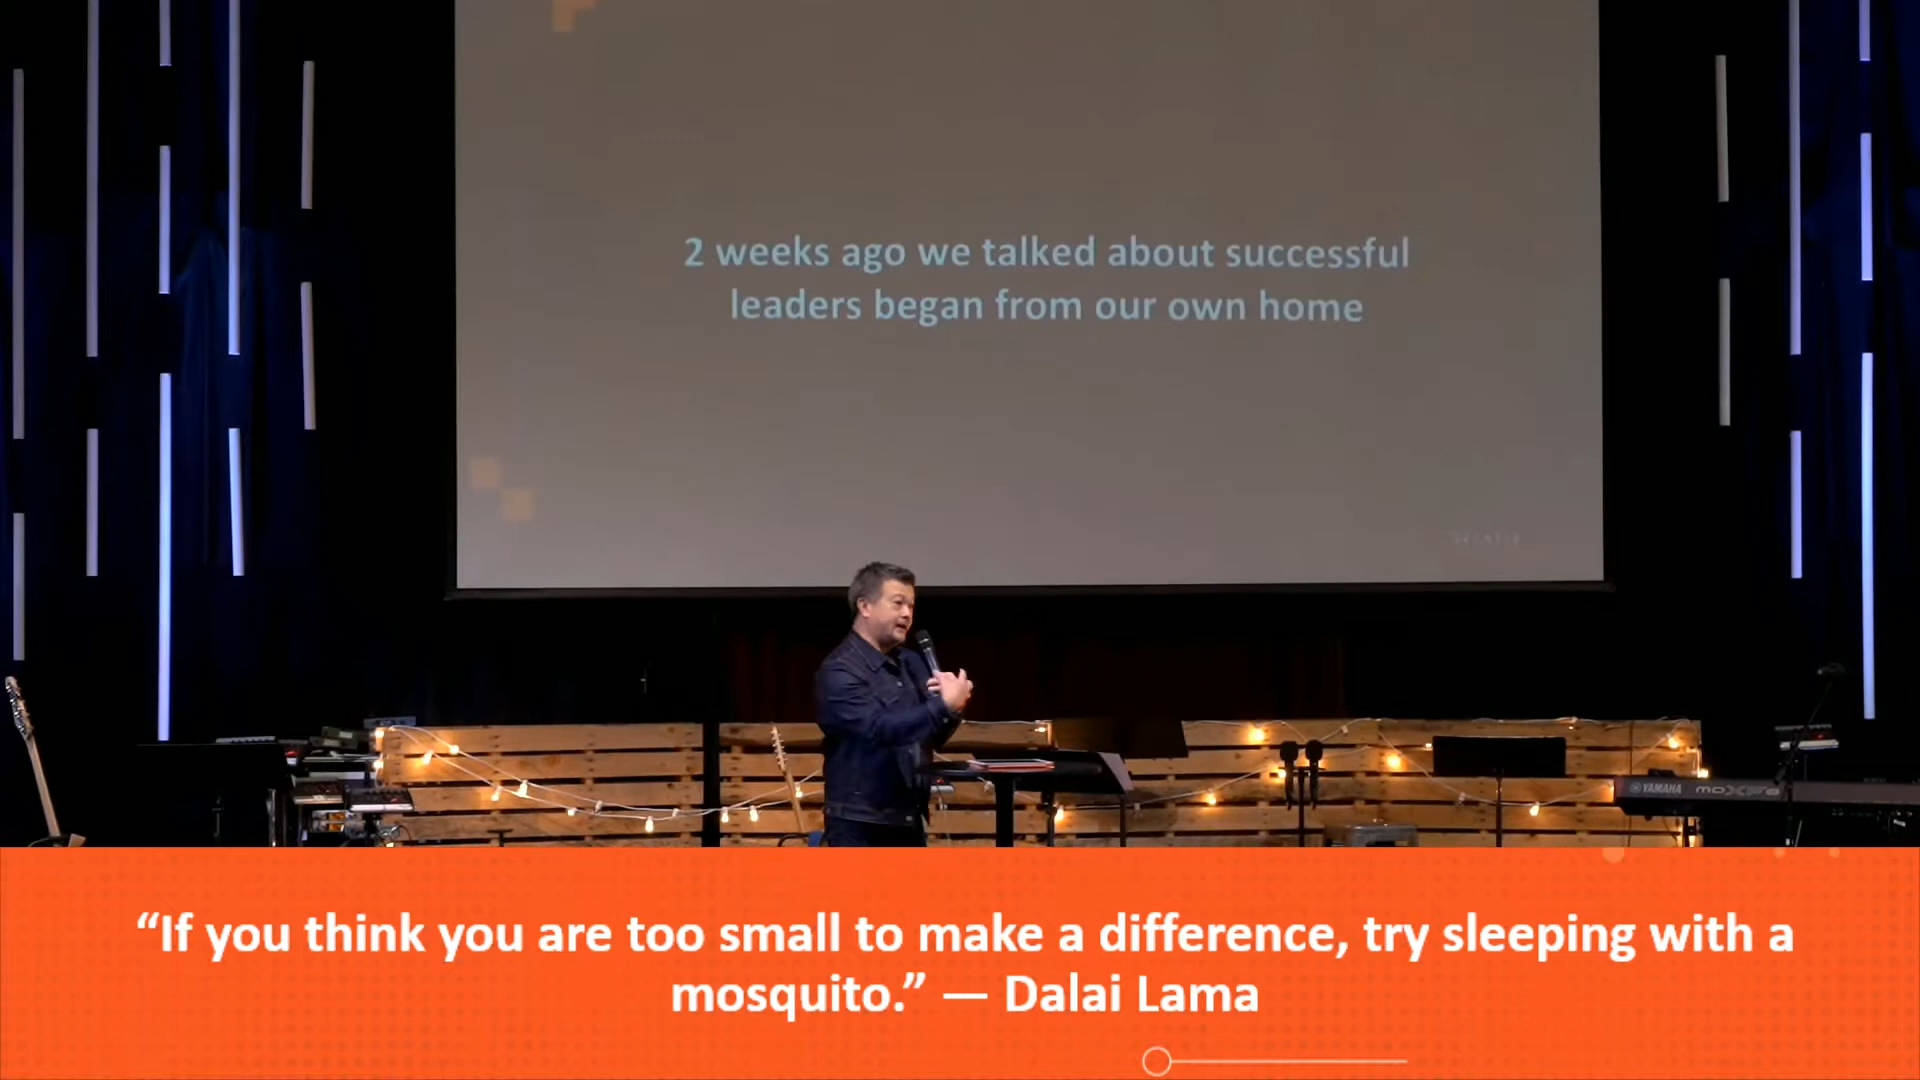 2 weeks ago we talked about successful
leaders began from our own home
YAMAHA MOXF8
“If you think you are too small to make a difference, try sleeping with a
mosquito.” — Dalai Lama